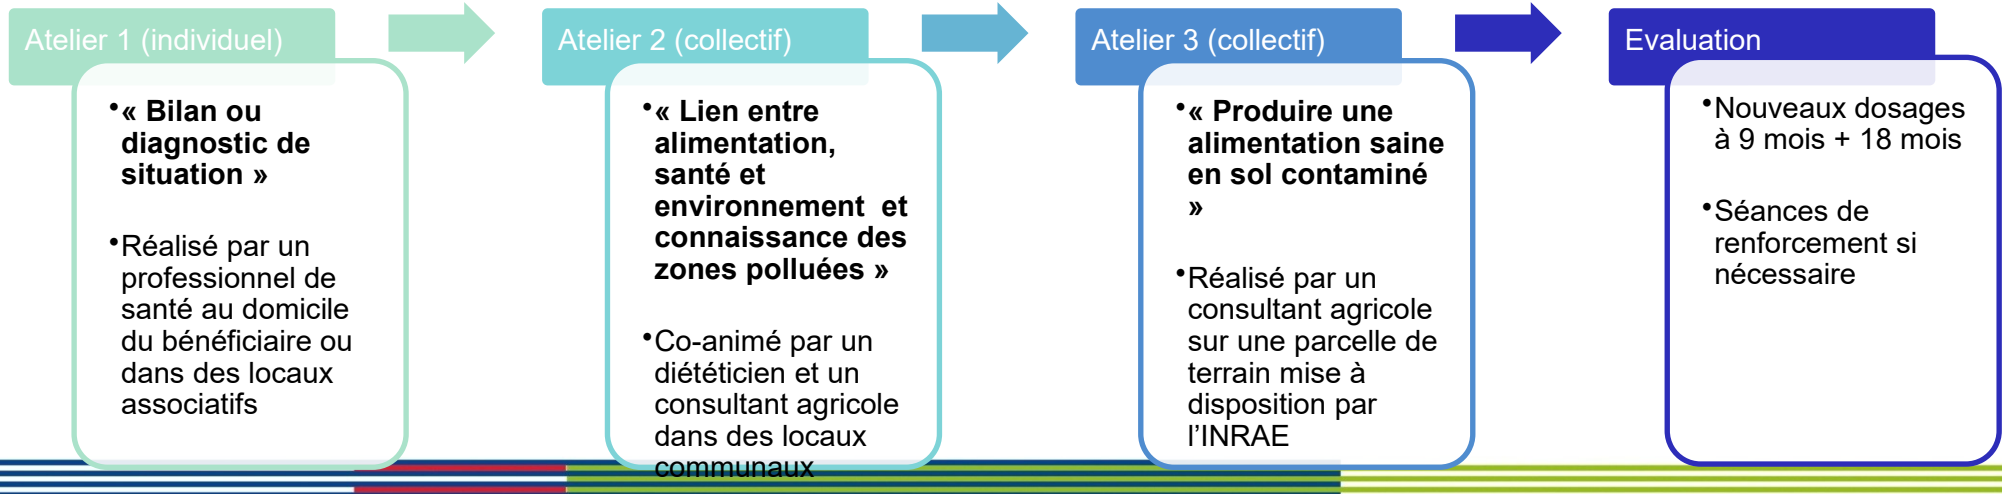 Atelier 1 (individuel)
•« Bilan ou
diagnostic de
situation »
•Réalisé par un
professionnel de
santé au domicile
du bénéficiaire ou
dans des locaux
associatifs
Atelier 2 (collectif)
•« Lien entre
alimentation,
santé et
environnement  et
connaissance des
zones polluées »
•Co-animé par un
diététicien et un
consultant agricole
dans des locaux
communaux
Atelier 3 (collectif)
•« Produire une
alimentation saine
en sol contaminé
»
•Réalisé par un
consultant agricole
sur une parcelle de
terrain mise à
disposition par
l’INRAE
Evaluation
•Nouveaux dosages
à 9 mois + 18 mois
•Séances de
renforcement si
nécessaire